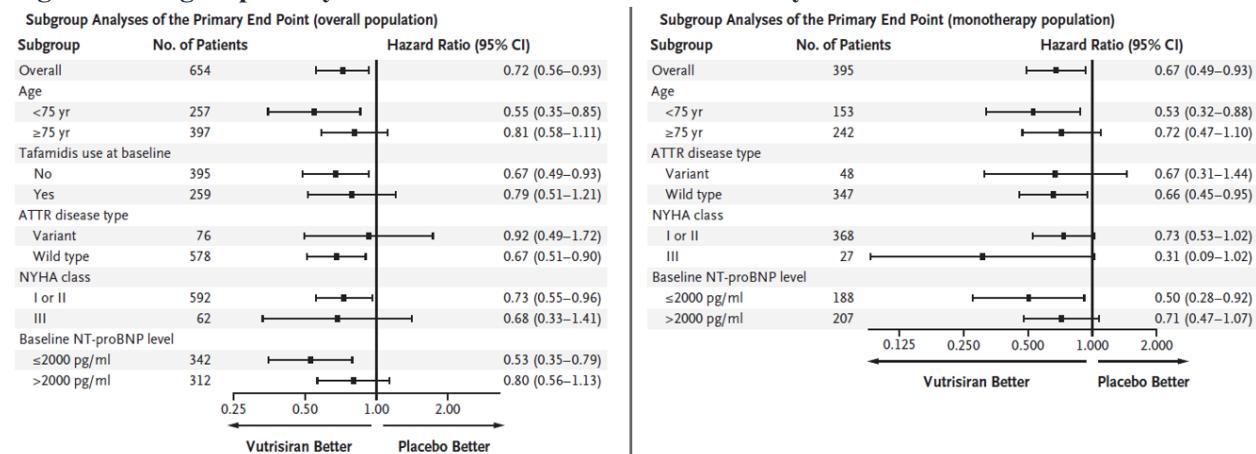 Subgroup Analyses of the Primary End Point (overall population)
Subgroup No. of Patients Hazard Ratio (95% CI)
Overall 654 0.72 (0.56–0.93)
Age
<75 yr 257 0.55 (0.35–0.85)
≥75 yr 397 0.81 (0.58–1.11)
Tafamidis use at baseline
No 395 0.67 (0.49–0.93)
Yes 259 0.79 (0.51–1.21)
ATTR disease type
Variant 76 0.92 (0.49–1.72)
Wild type 578 0.67 (0.51–0.90)
NYHA class
I or II 592 0.73 (0.55–0.96)
III 62 0.68 (0.33–1.41)
Baseline NT-proBNP level
≤2000 pg/ml 342 0.53 (0.35–0.79)
>2000 pg/ml 312 0.80 (0.56–1.13)
0.25 0.50 1.00 2.00
Vutrisiran Better Placebo Better
Subgroup Analyses of the Primary End Point (monotherapy population)
Subgroup No. of Patients Hazard Ratio (95% CI)
Overall 395 0.67 (0.49–0.93)
Age
<75 yr 153 0.53 (0.32–0.88)
≥75 yr 242 0.72 (0.47–1.10)
ATTR disease type
Variant 48 0.67 (0.31–1.44)
Wild type 347 0.66 (0.45–0.95)
NYHA class
I or II 368 0.73 (0.53–1.02)
III 27 0.31 (0.09–1.02)
Baseline NT-proBNP level
≤2000 pg/ml 188 0.50 (0.28–0.92)
>2000 pg/ml 207 0.71 (0.47–1.07)
0.125 0.250 0.500 1.000 2.000
Vutrisiran Better Placebo Better